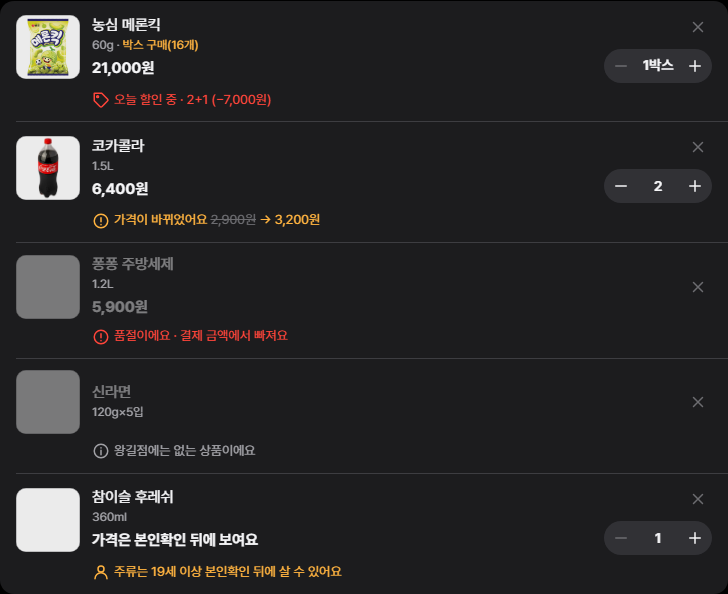 농심 메론킥
60g · 박스 구매(16개)
21,000원
1박스
오늘 할인 중 · 2+1 (−7,000원)
코카콜라
1.5L
6,400원
2
가격이 바뀌었어요 2,900원 → 3,200원
퐁퐁 주방세제
1.2L
5,900원
품절이에요 · 결제 금액에서 빠져요
신라면
120g×5입
왕길점에는 없는 상품이에요
참이슬 후레쉬
360ml
가격은 본인확인 뒤에 보여요
1
주류는 19세 이상 본인확인 뒤에 살 수 있어요
메론킥
Coca-Cola